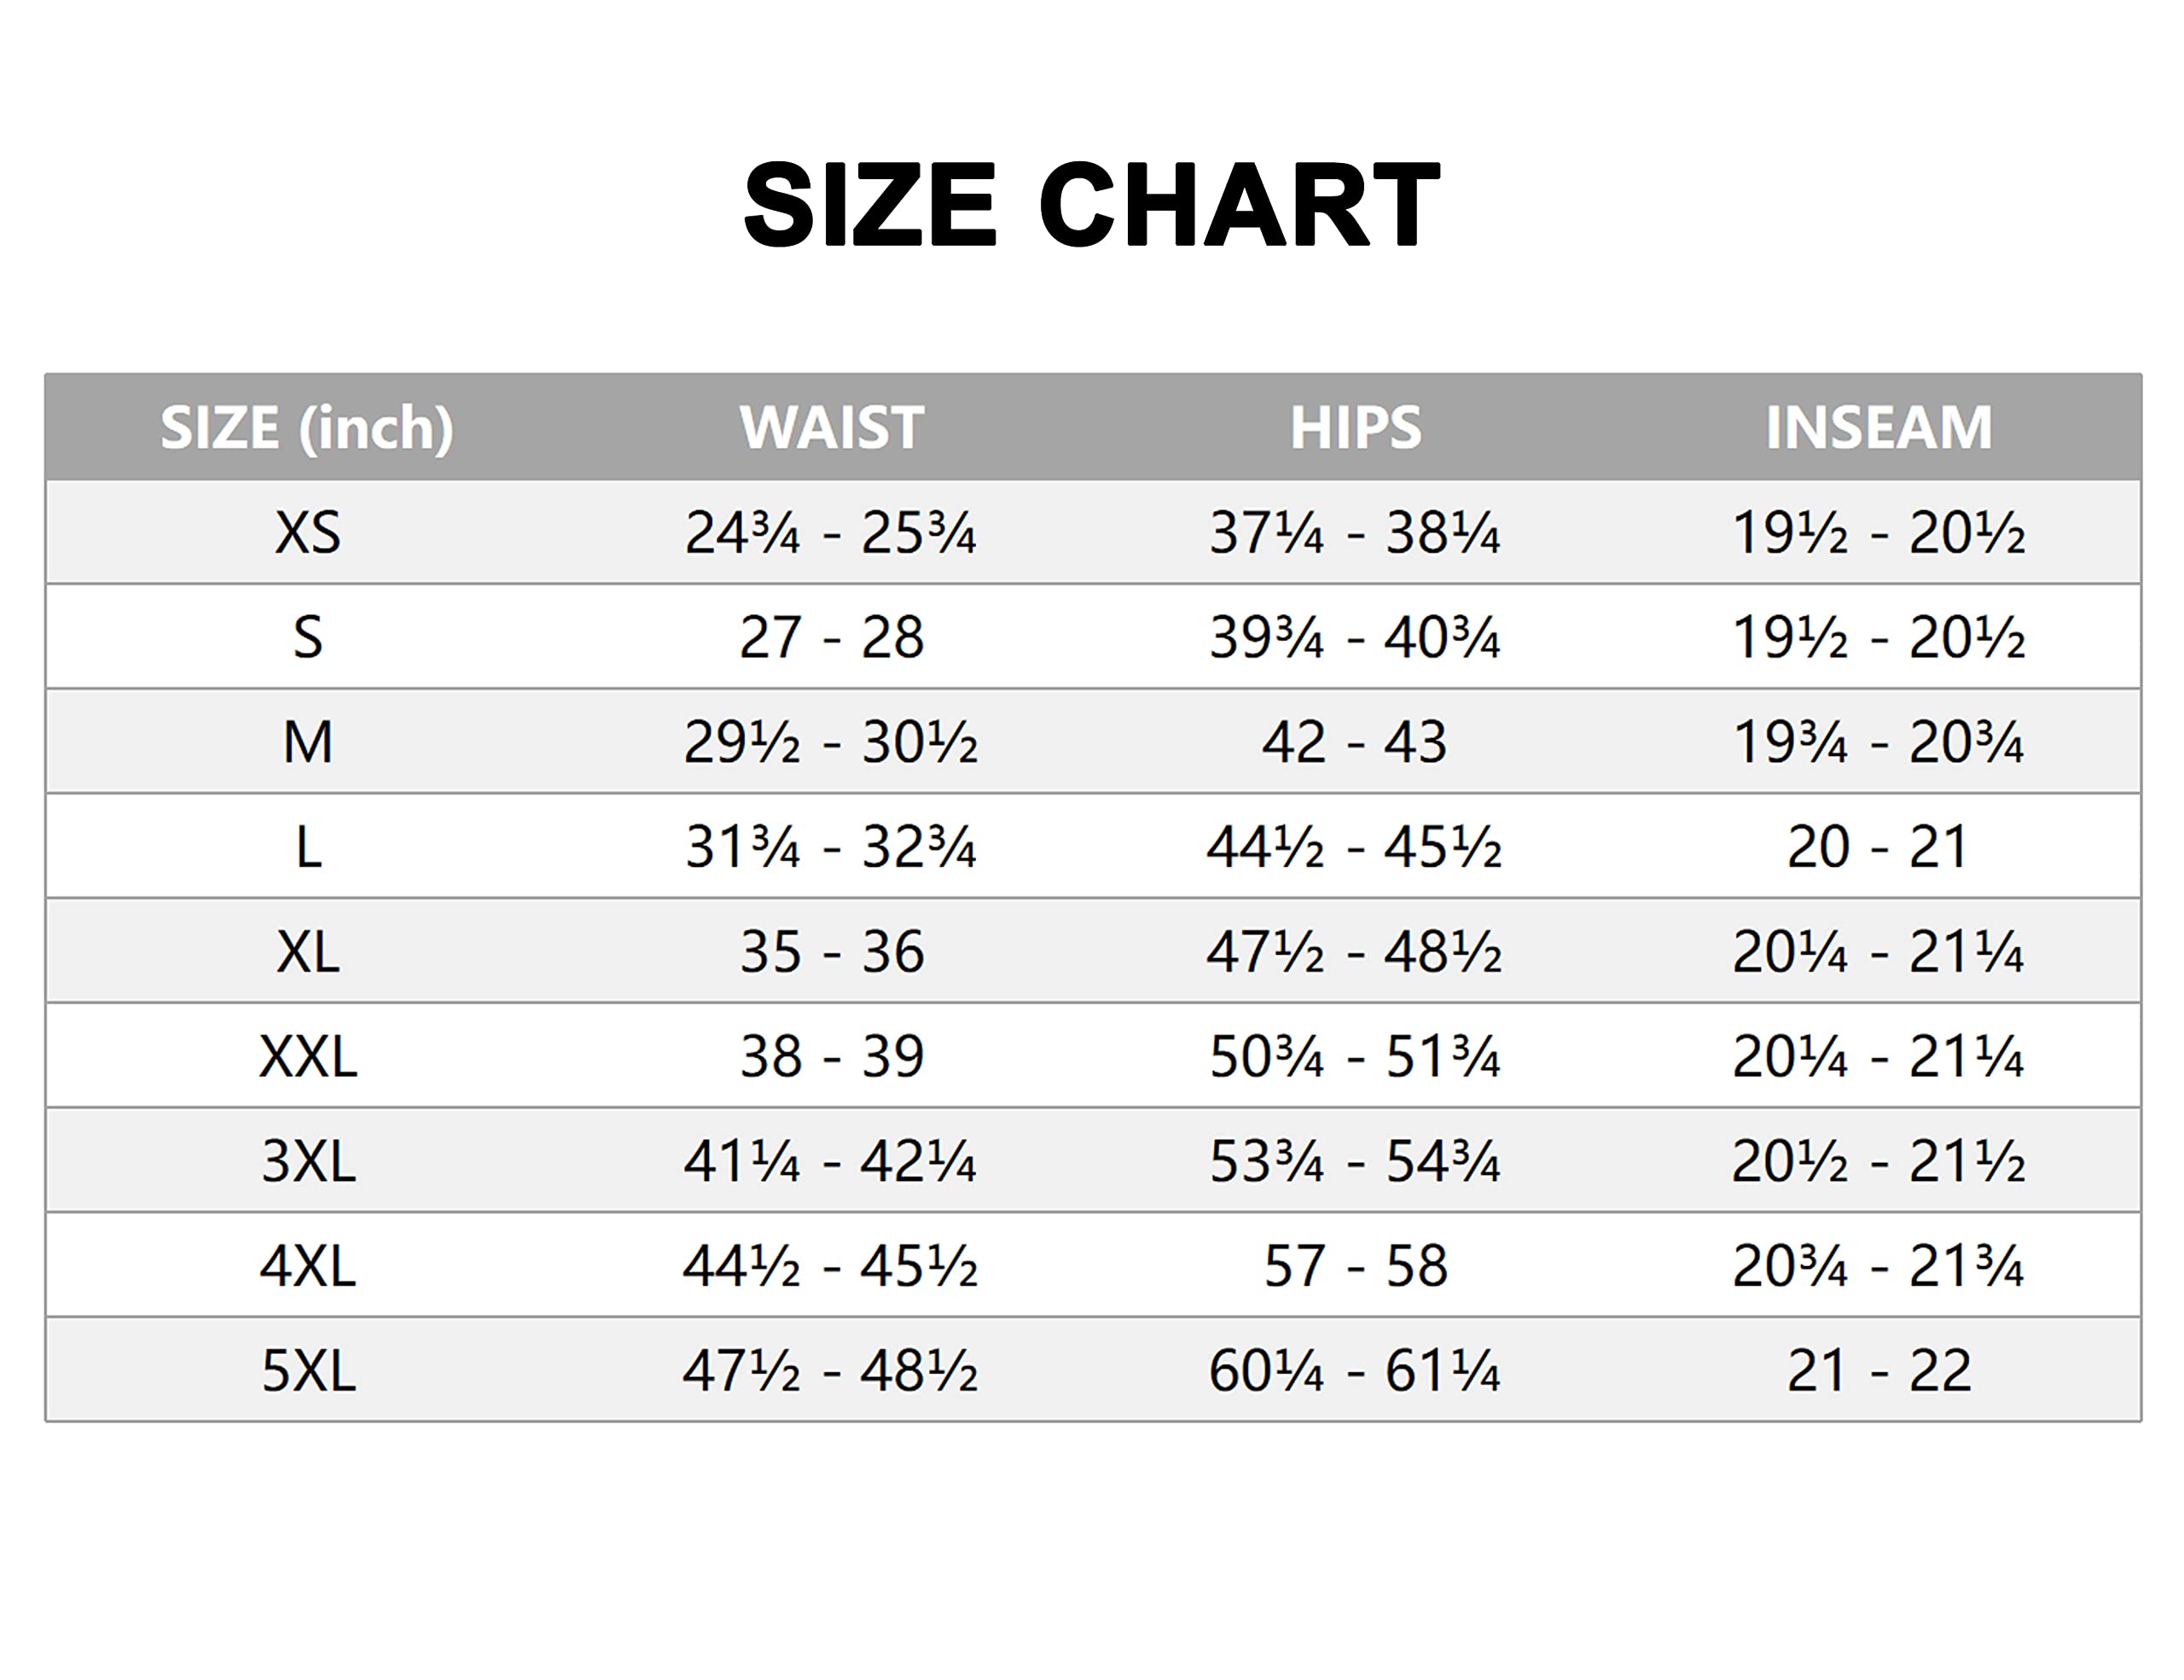 SIZE CHART
SIZE (inch) WAIST HIPS INSEAM
XS 24¾ - 25¾ 37¼ - 38¼ 19½ - 20½
S 27 - 28 39¾ - 40¾ 19½ - 20½
M 29½ - 30½ 42 - 43 19¾ - 20¾
L 31¾ - 32¾ 44½ - 45½ 20 - 21
XL 35 - 36 47½ - 48½ 20¼ - 21¼
XXL 38 - 39 50¾ - 51¾ 20¼ - 21¼
3XL 41¼ - 42¼ 53¾ - 54¾ 20½ - 21½
4XL 44½ - 45½ 57 - 58 20¾ - 21¾
5XL 47½ - 48½ 60¼ - 61¼ 21 - 22